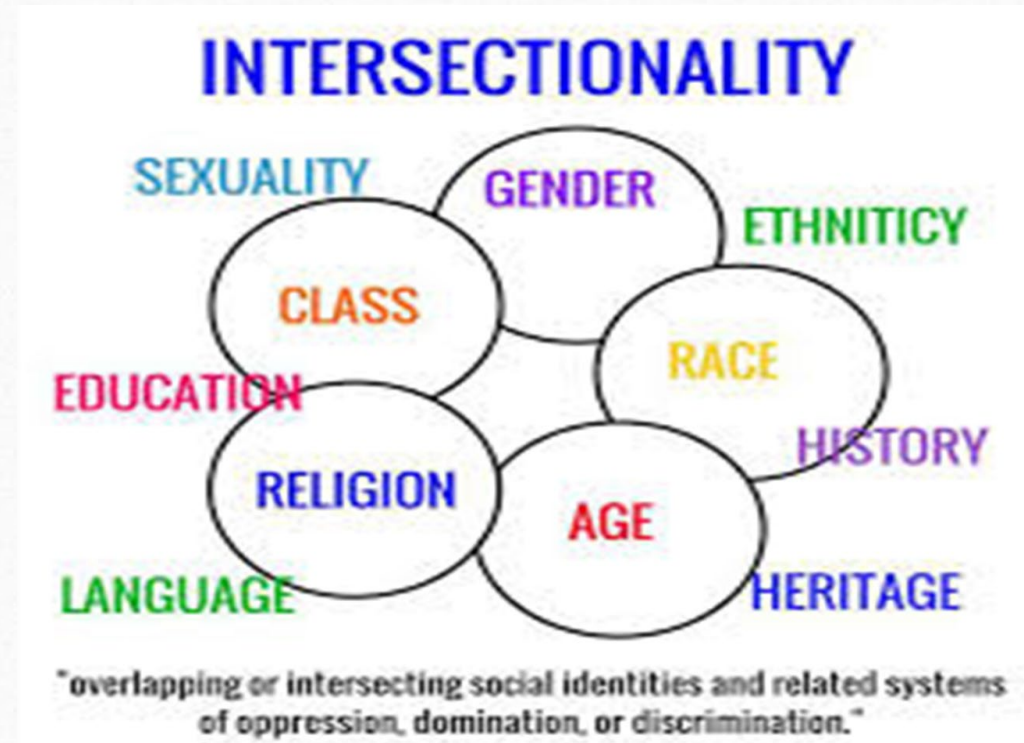 INTERSECTIONALITY
SEXUALITY
GENDER
ETHNITICY
CLASS
RACE
EDUCATION
HISTORY
RELIGION
AGE
LANGUAGE
HERITAGE
"overlapping or intersecting social identities and related systems
of oppression, domination, or discrimination."